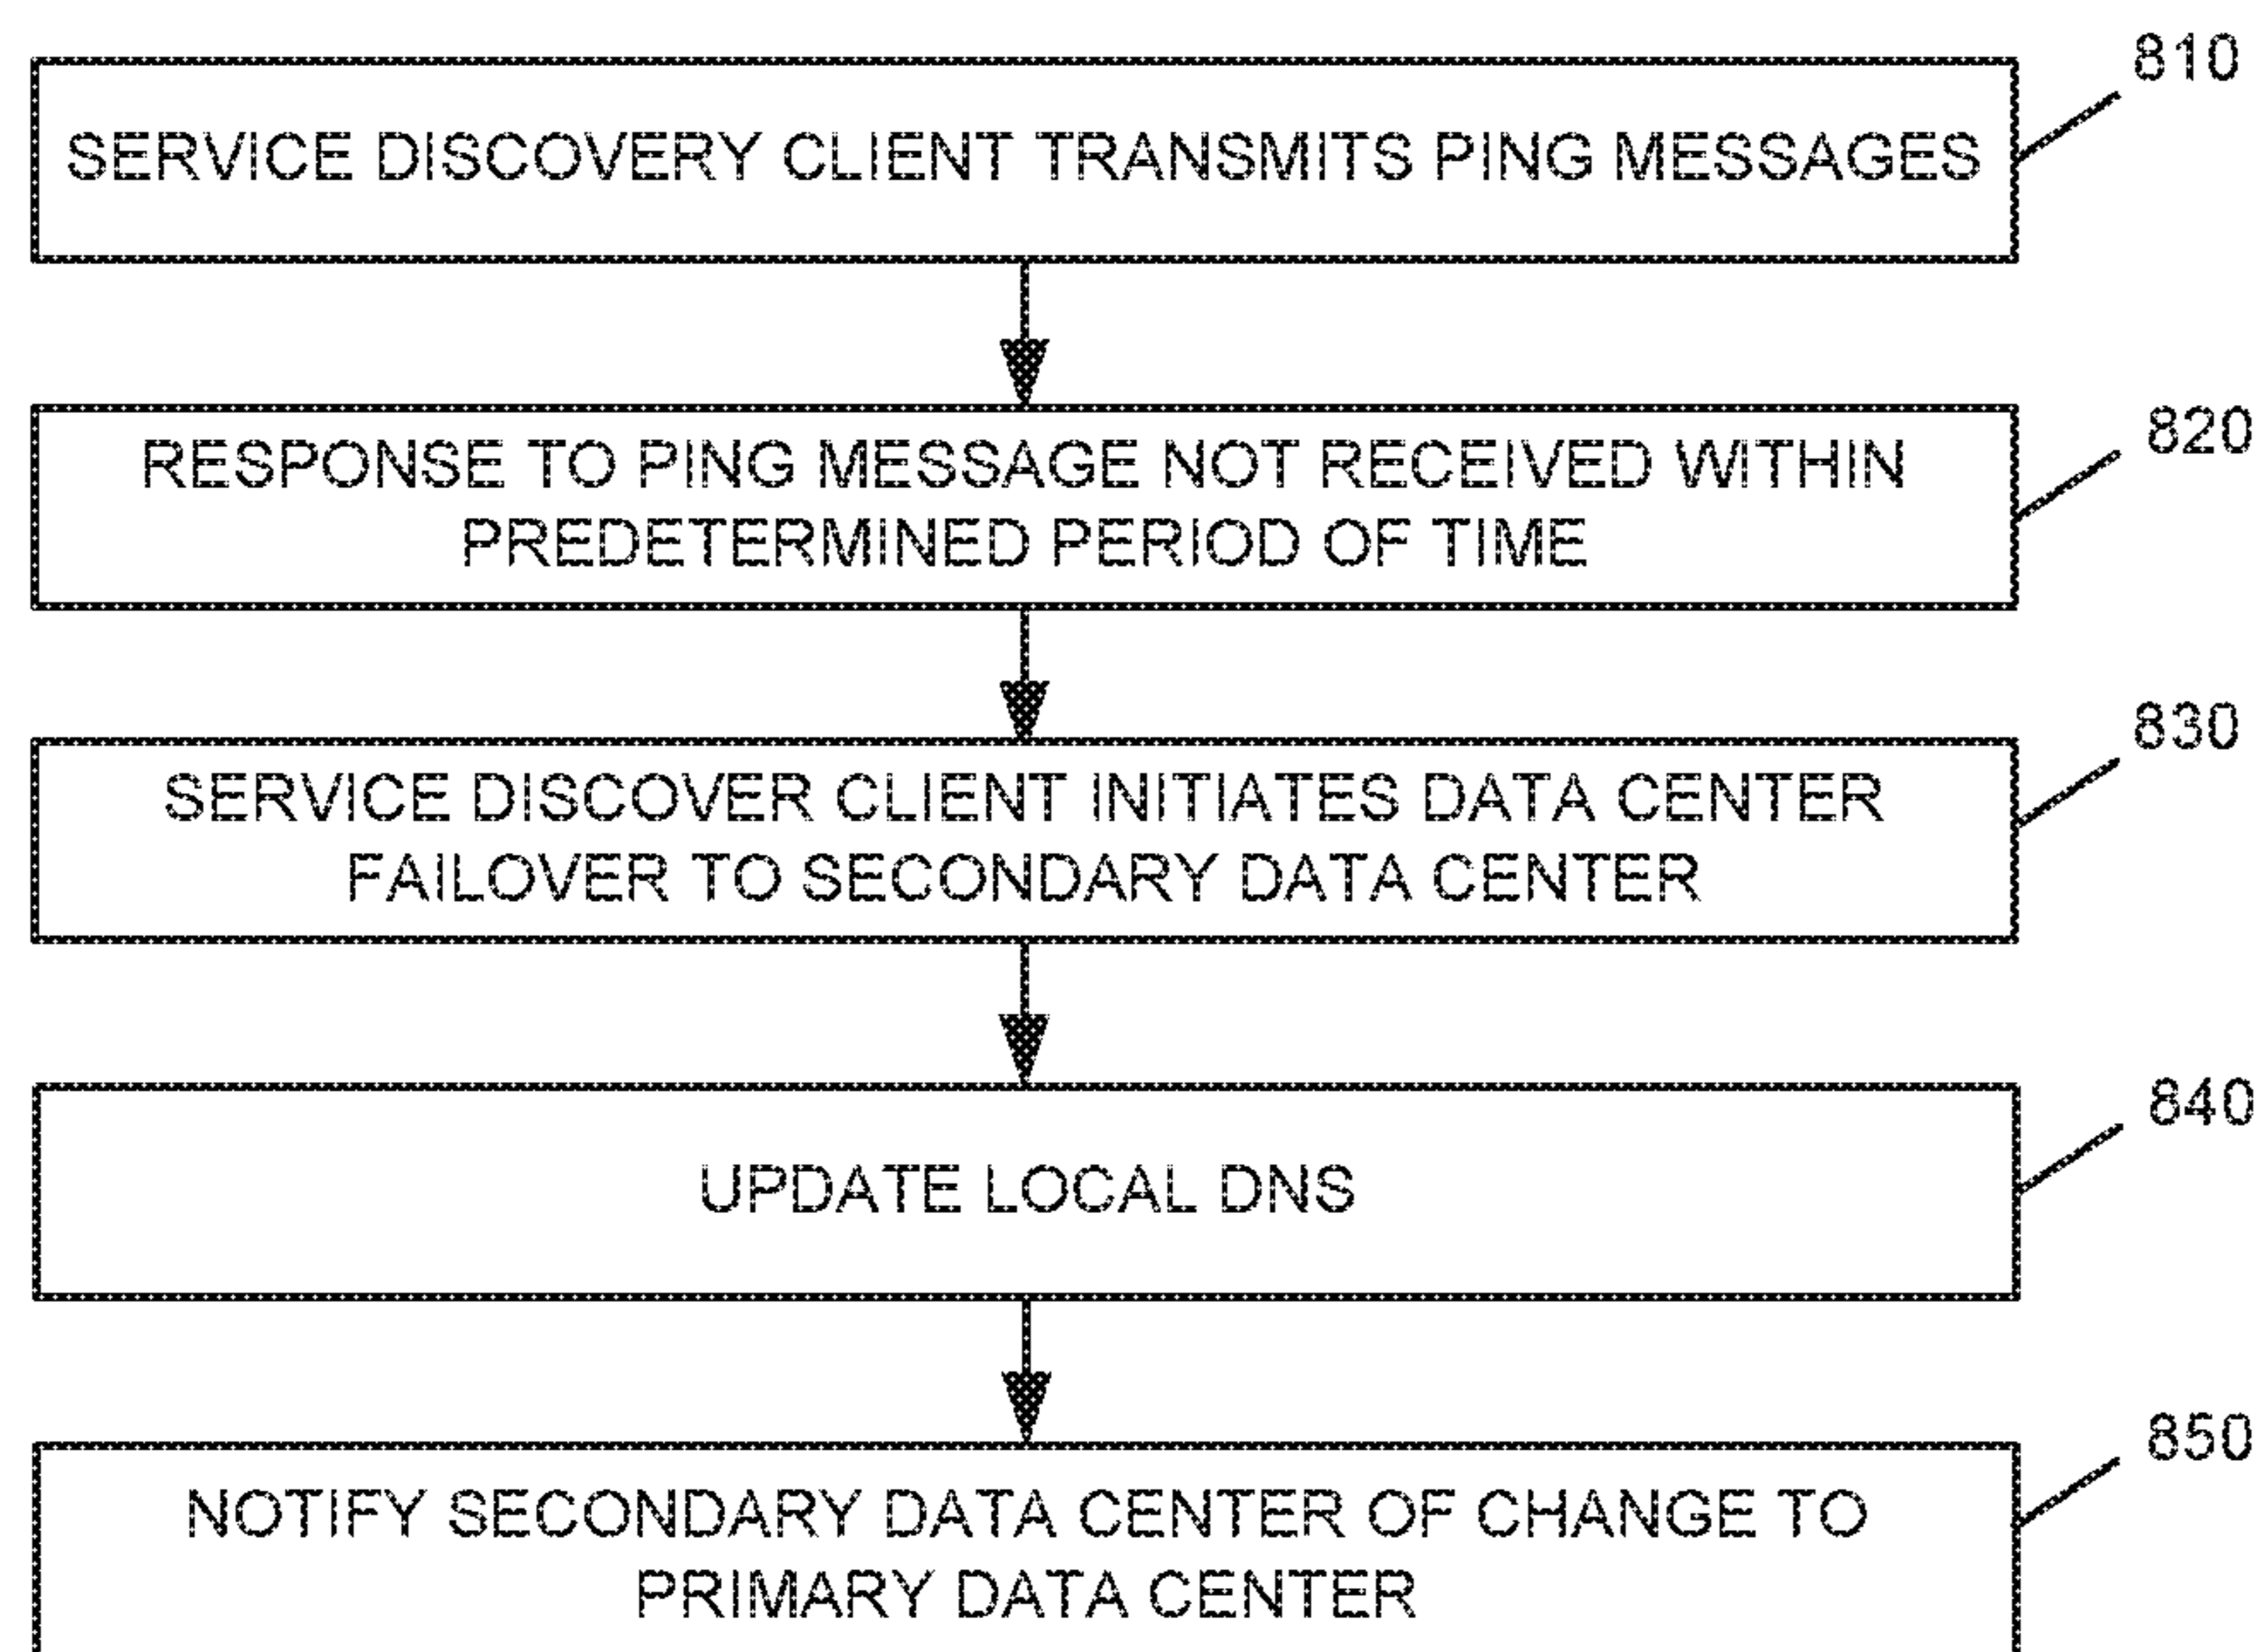 810
SERVICE DISCOVERY CLIENT TRANSMITS PING MESSAGES
820
RESPONSE TO PING MESSAGE NOT RECEIVED WITHIN
PREDETERMINED PERIOD OF TIME
830
SERVICE DISCOVER CLIENT INITIATES DATA CENTER
FAILOVER TO SECONDARY DATA CENTER
840
UPDATE LOCAL DNS
850
NOTIFY SECONDARY DATA CENTER OF CHANGE TO
PRIMARY DATA CENTER